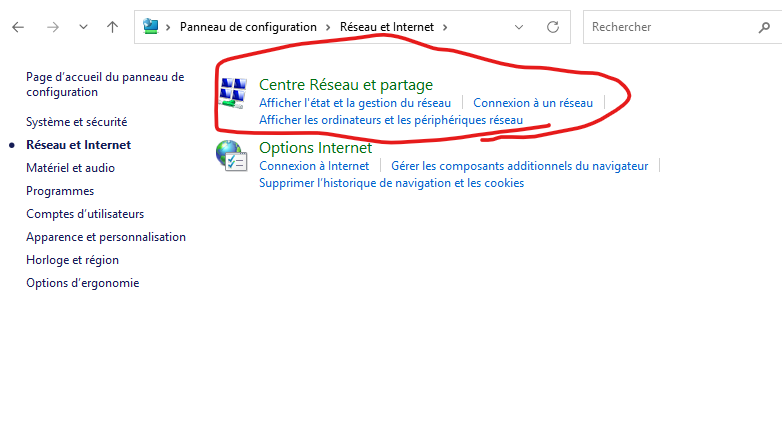 Panneau de configuration > Réseau et Internet >
Rechercher
Page d'accueil du panneau de
configuration
Système et sécurité
Réseau et Internet
Matériel et audio
Programmes
Comptes d'utilisateurs
Apparence et personnalisation
Horloge et région
Options d'ergonomie
Centre Réseau et partage
Afficher l'état et la gestion du réseau | Connexion à un réseau
Afficher les ordinateurs et les périphériques réseau
Options Internet
Connexion à Internet | Gérer les composants additionnels du navigateur
Supprimer l'historique de navigation et les cookies